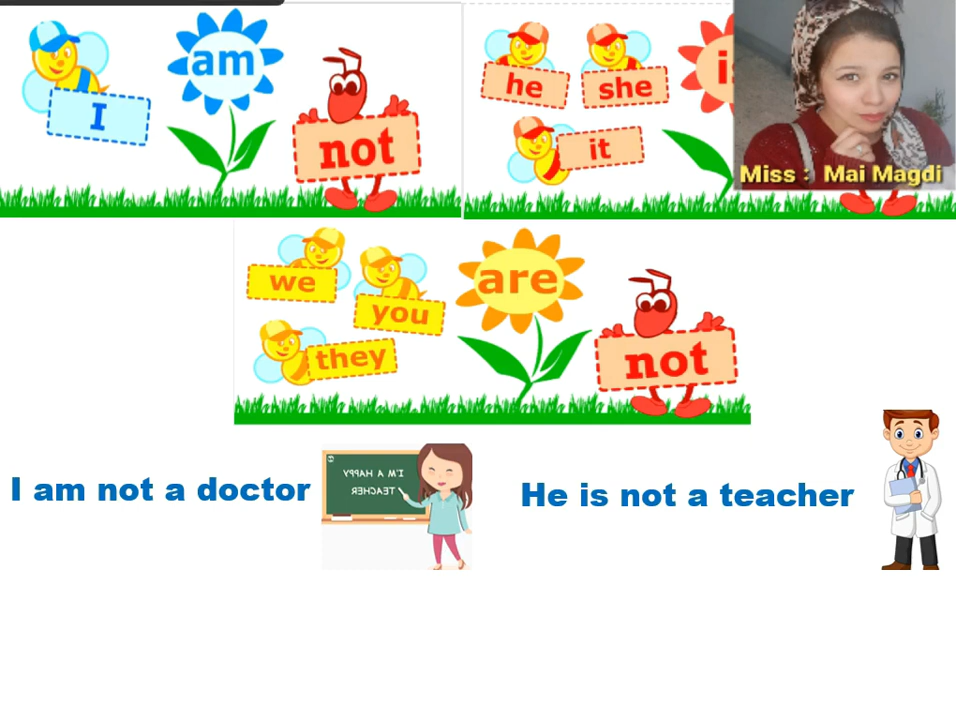 I
am
not
he
she
it
Miss : Mai Magdi
we
you
they
are
not
I am not a doctor
I'M A HAPPY
TEACHER
He is not a teacher